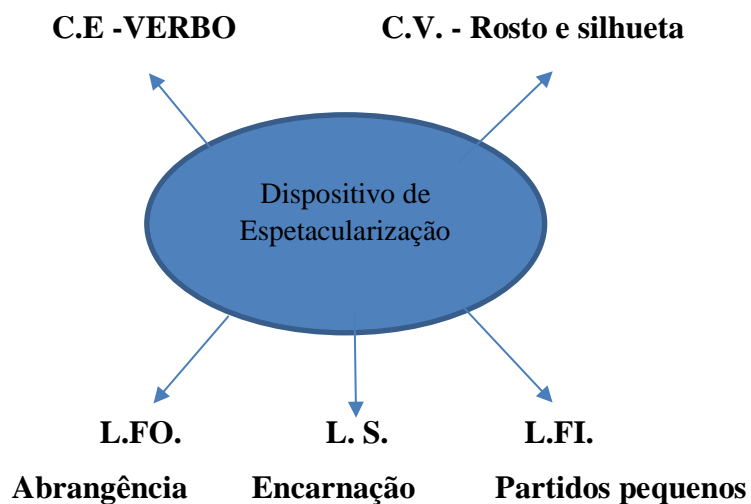 C.E -VERBO C.V. - Rosto e silhueta
Dispositivo de
Espetacularização
L.FO. L. S. L.FI.
Abrangência Encarnação Partidos pequenos